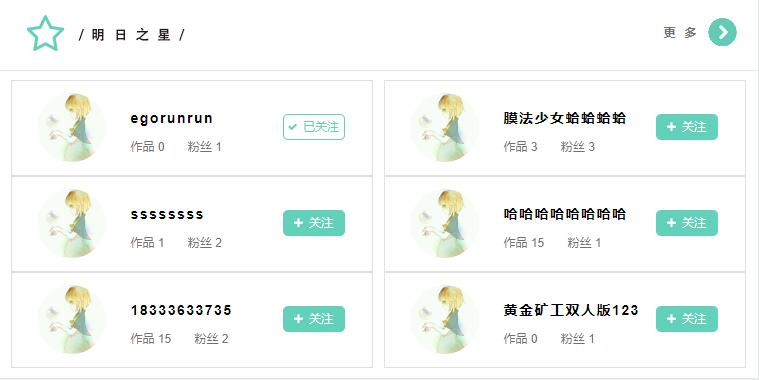 / 明 日 之 星 /
更 多
egorunrun
已关注
作品 0 粉丝 1
膜法少女蛤蛤蛤蛤
关注
作品 3 粉丝 3
ssssssss
关注
作品 1 粉丝 2
哈哈哈哈哈哈哈哈
关注
作品 15 粉丝 1
18333633735
关注
作品 15 粉丝 2
黄金矿工双人版123
关注
作品 0 粉丝 1